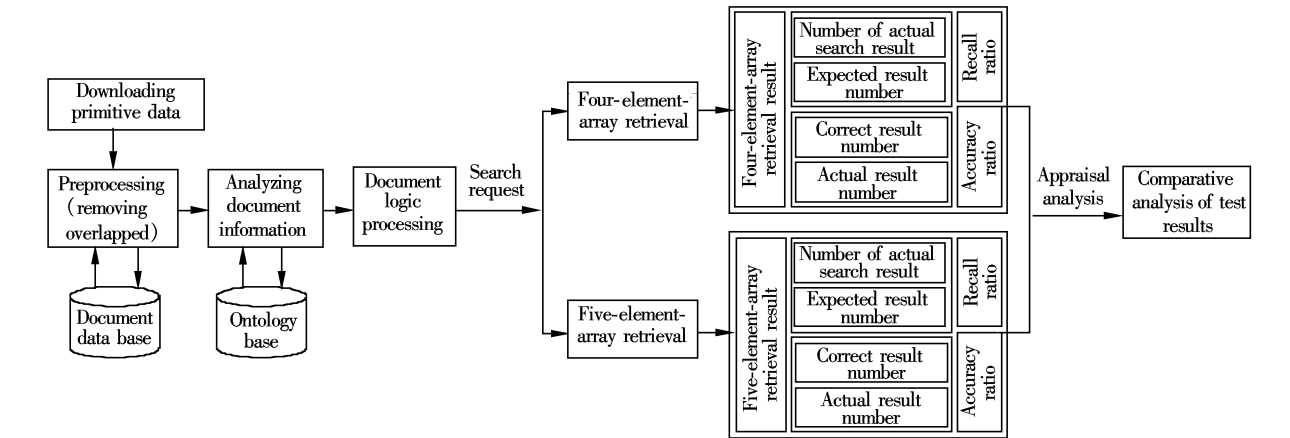 Downloading
primitive data
Preprocessing
(removing
overlapped)
Document
data base
Analyzing
document
information
Ontology
base
Document
logic
processing
Search
request
Four-element-
array retrieval
Four-element-array
retrieval result
Number of actual
search result
Expected result
number
Recall
ratio
Correct result
number
Actual result
number
Accuracy
ratio
Five-element-
array retrieval
Five-element-array
retrieval result
Number of actual
search result
Expected result
number
Recall
ratio
Correct result
number
Actual result
number
Accuracy
ratio
Appraisal
analysis
Comparative
analysis of test
results